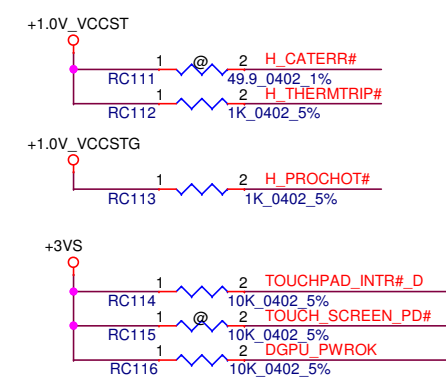 +1.0V_VCCST
1 @ 2 H_CATERR#
RC111 49.9_0402_1%
1 2 H_THERMTRIP#
RC112 1K_0402_5%
+1.0V_VCCSTG
1 2 H_PROCHOT#
RC113 1K_0402_5%
+3VS
1 2 TOUCHPAD_INTR#_D
RC114 10K_0402_5%
1 @ 2 TOUCH_SCREEN_PD#
RC115 10K_0402_5%
1 2 DGPU_PWROK
RC116 10K_0402_5%